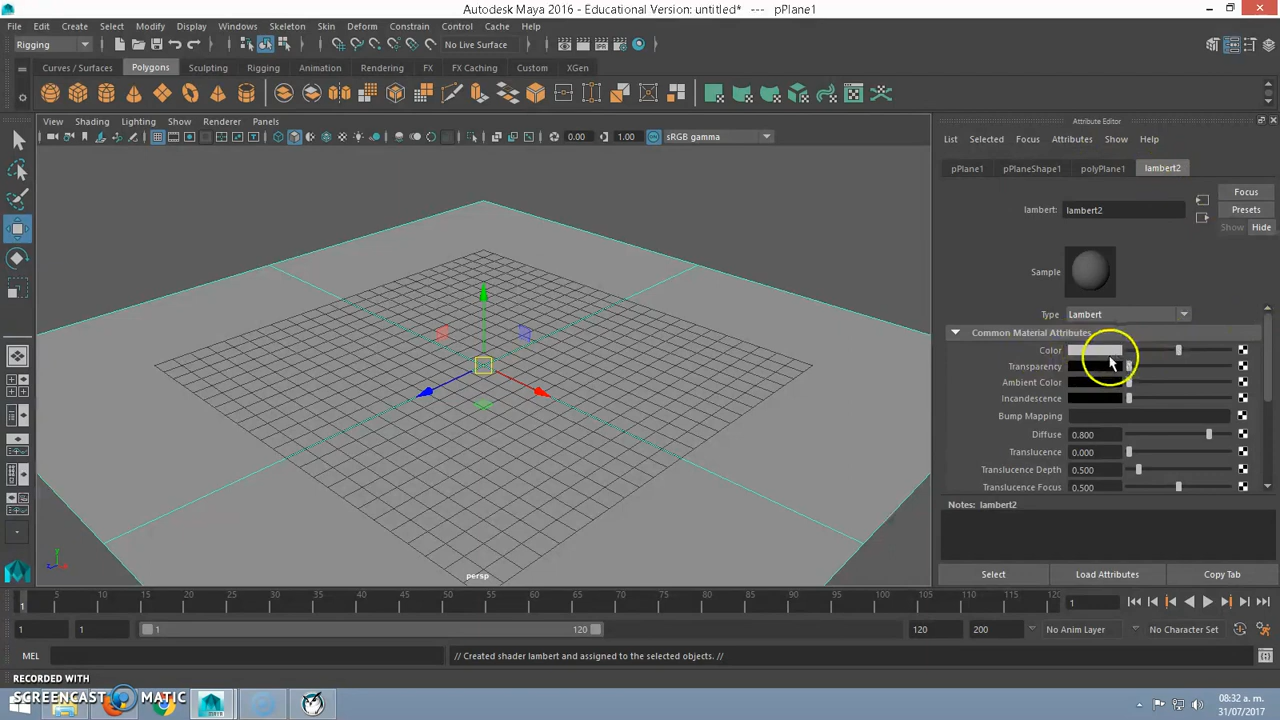 Autodesk Maya 2016 - Educational Version: untitled* --- pPlane1
File Edit Create Select Modify Display Windows Skeleton Skin Deform Constrain Control Cache Help
Rigging No Live Surface
Curves / Surfaces Polygons Sculpting Rigging Animation Rendering FX FX Caching Custom XGen
View Shading Lighting Show Renderer Panels
0.00 1.00 sRGB gamma
persp
Attribute Editor
List Selected Focus Attributes Show Help
pPlane1 pPlaneShape1 polyPlane1 lambert2
Focus
lambert: lambert2 Presets
Show Hide
Sample
Type Lambert
Common Material Attributes
Color
Transparency
Ambient Color
Incandescence
Bump Mapping
Diffuse 0.800
Translucence 0.000
Translucence Depth 0.500
Translucence Focus 0.500
Notes: lambert2
Select Load Attributes Copy Tab
1 5 10 15 20 25 30 35 40 45 50 55 60 65 70 75 80 85 90 95 100 105 110 115 120 1
1 1 1 120 120 200 No Anim Layer No Character Set
MEL // Created shader lambert and assigned to the selected objects. //
RECORDED WITH
SCREENCAST MATIC
08:32 a. m.
31/07/2017